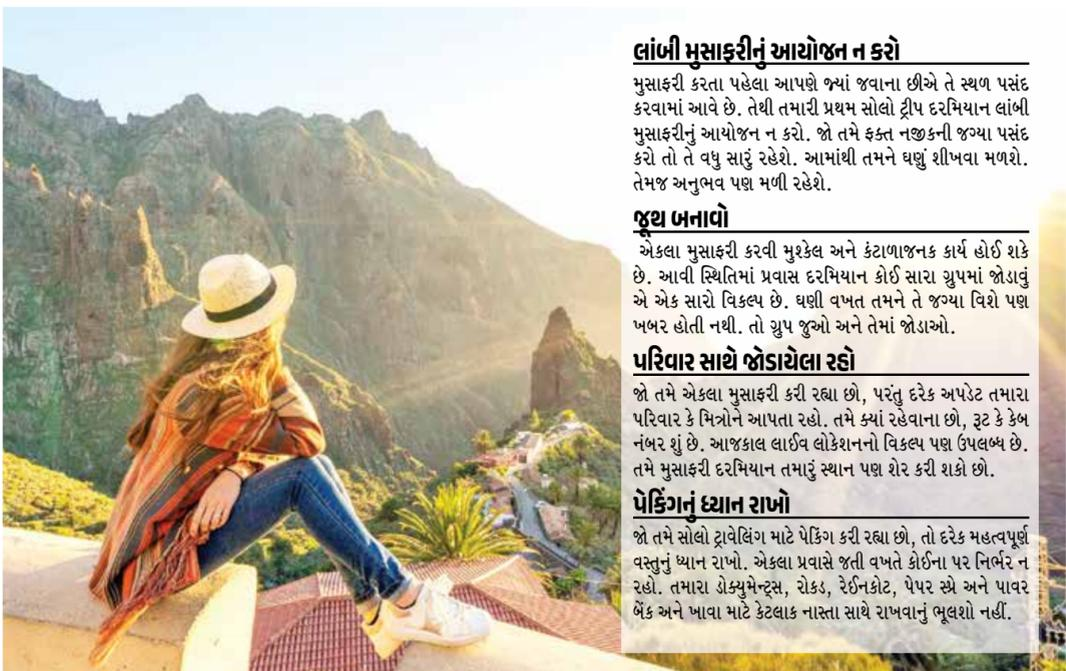 લાંબી મુસાફરીનું આયોજન ન કરો
મુસાફરી કરતા પહેલા આપણે જ્યાં જવાના છીએ તે સ્થળ પસંદ
કરવામાં આવે છે. તેથી તમારી પ્રથમ સોલો ટ્રીપ દરમિયાન લાંબી
મુસાફરીનું આયોજન ન કરો. જો તમે ફક્ત નજીકની જગ્યા પસંદ
કરો તો તે વધુ સારું રહેશે. આમાંથી તમને ઘણું શીખવા મળશે.
તેમજ અનુભવ પણ મળી રહેશે.
જૂથ બનાવો
એકલા મુસાફરી કરવી મુશ્કેલ અને કંટાળાજનક કાર્ય હોઈ શકે
છે. આવી સ્થિતિમાં પ્રવાસ દરમિયાન કોઈ સારા ગ્રુપમાં જોડાવું
એ એક સારો વિકલ્પ છે. ઘણી વખત તમને તે જગ્યા વિશે પણ
ખબર હોતી નથી. તો ગ્રુપ જુઓ અને તેમાં જોડાઓ.
પરિવાર સાથે જોડાયેલા રહો
જો તમે એકલા મુસાફરી કરી રહ્યા છો, પરંતુ દરેક અપડેટ તમારા
પરિવાર કે મિત્રોને આપતા રહો. તમે ક્યાં રહેવાના છો, રૂટ કે કેબ
નંબર શું છે. આજકાલ લાઈવ લોકેશનનો વિકલ્પ પણ ઉપલબ્ધ છે.
તમે મુસાફરી દરમિયાન તમારું સ્થાન પણ શેર કરી શકો છો.
પેકિંગનું ધ્યાન રાખો
જો તમે સોલો ટ્રાવેલિંગ માટે પેકિંગ કરી રહ્યા છો, તો દરેક મહત્વપૂર્ણ
વસ્તુનું ધ્યાન રાખો. એકલા પ્રવાસે જતી વખતે કોઈના પર નિર્ભર ન
રહો. તમારા ડોક્યુમેન્ટ્સ, રોકડ, રેઈનકોટ, પેપર સ્પ્રે અને પાવર
બેંક અને ખાવા માટે કેટલાક નાસ્તા સાથે રાખવાનું ભૂલશો નહીં.